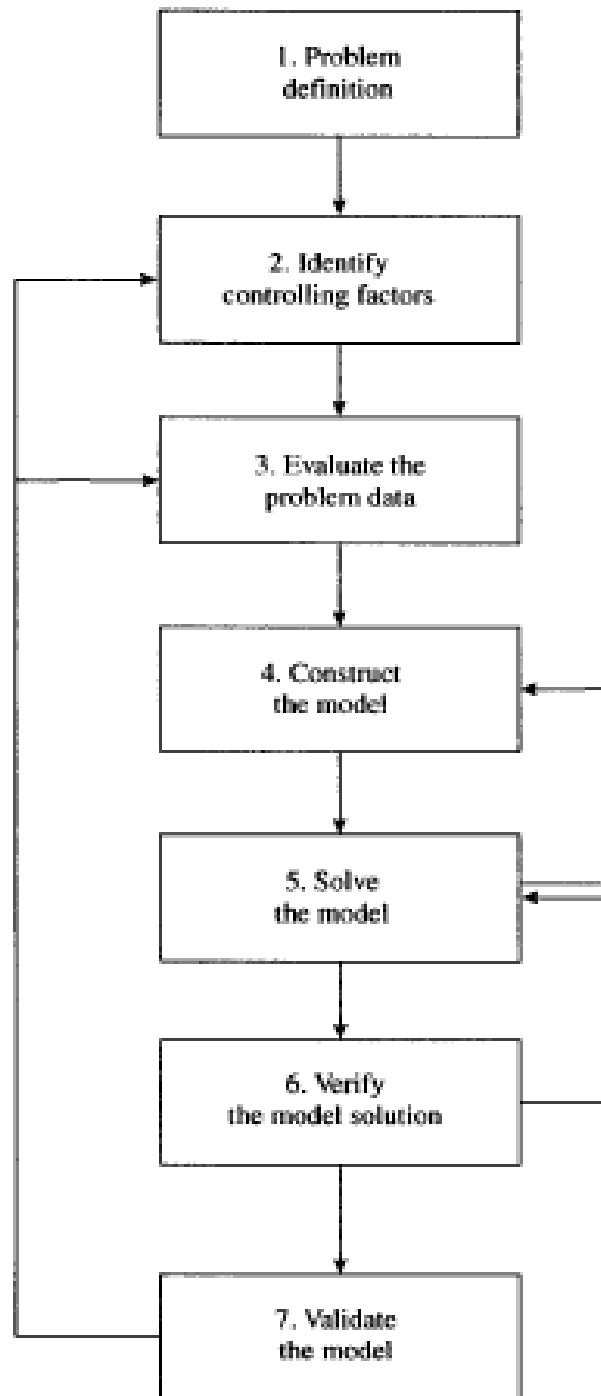 1. Problem
definition
2. Identify
controlling factors
3. Evaluate the
problem data
4. Construct
the model
5. Solve
the model
6. Verify
the model solution
7. Validate
the model